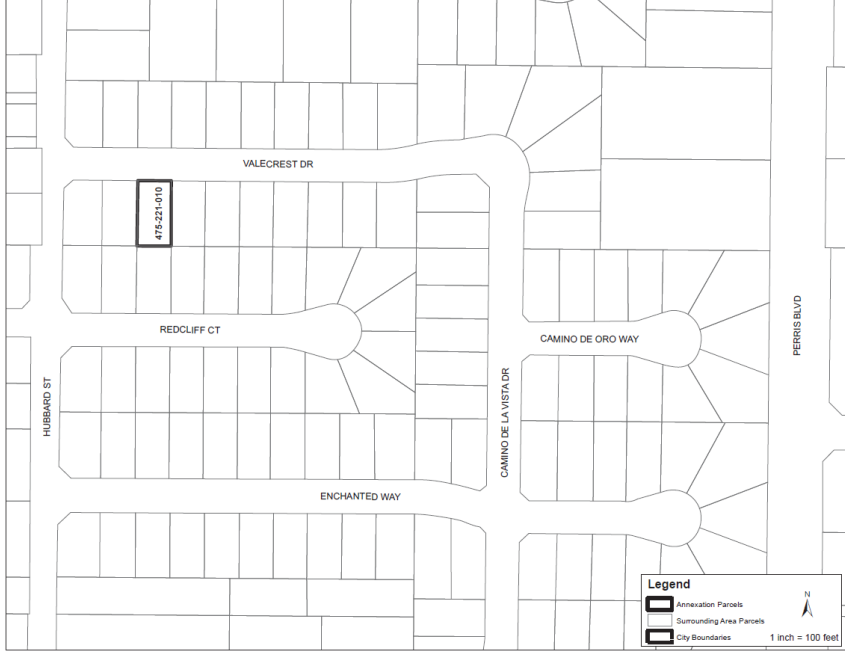 VALECREST DR
475-221-010
REDCLIFF CT
CAMINO DE ORO WAY
PERRIS BLVD
HUBBARD ST
CAMINO DE LA VISTA DR
ENCHANTED WAY
Legend
Annexation Parcels
Surrounding Area Parcels
City Boundaries
N
1 inch = 100 feet